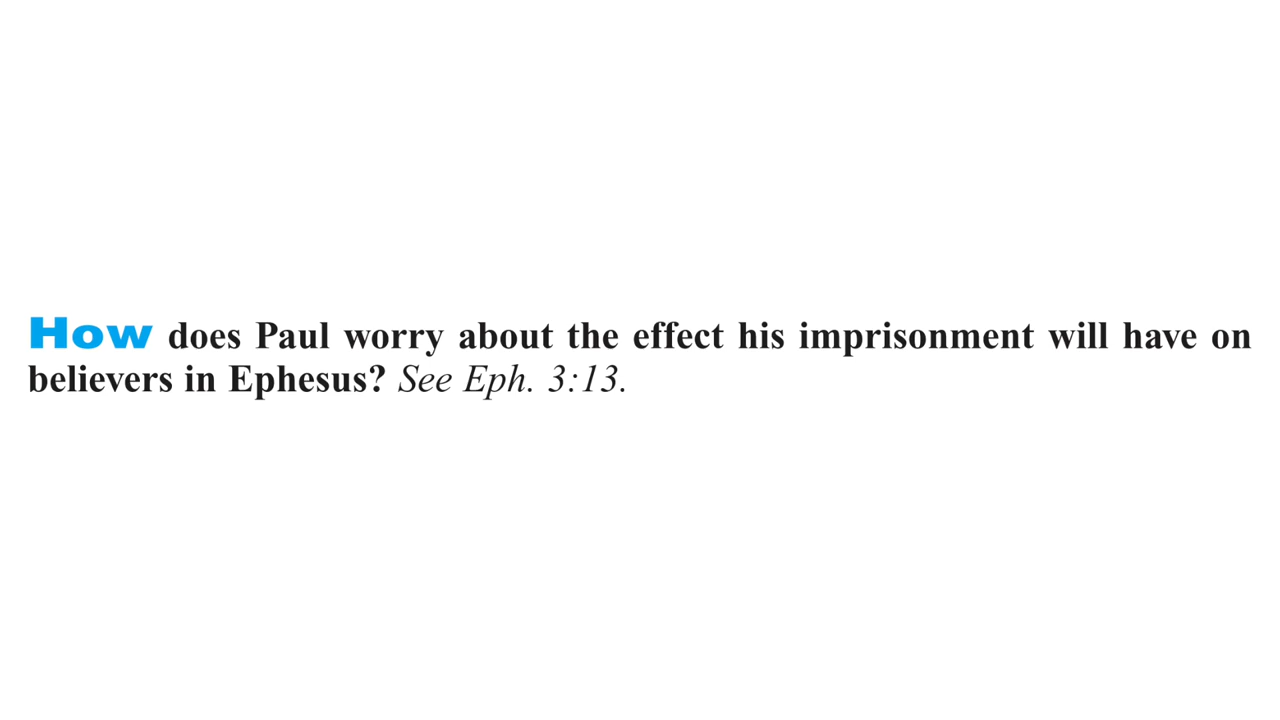 How does Paul worry about the effect his imprisonment will have on
believers in Ephesus? See Eph. 3:13.